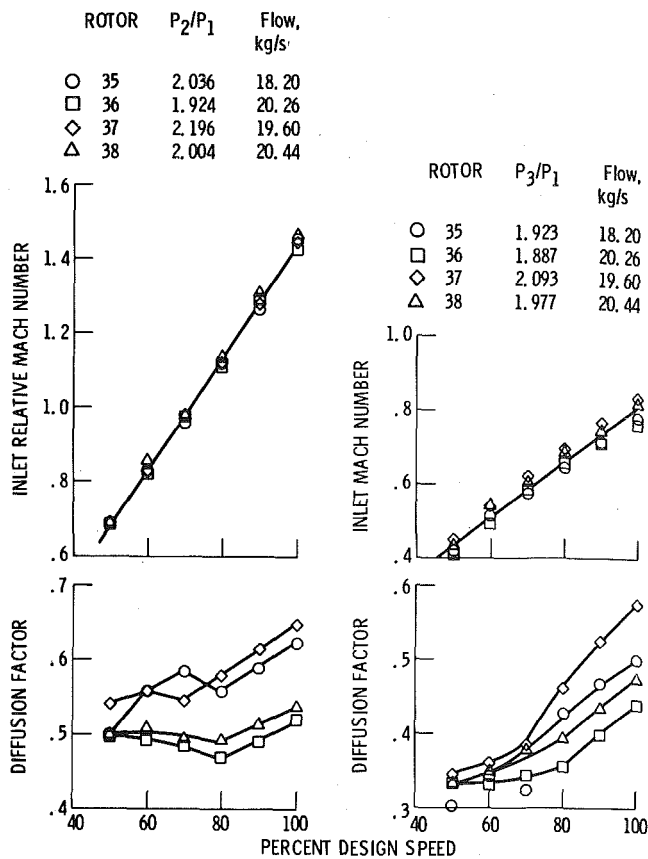 ROTOR P2/P1 Flow, kg/s
35 2.036 18.20
36 1.924 20.26
37 2.196 19.60
38 2.004 20.44
ROTOR P3/P1 Flow, kg/s
35 1.923 18.20
36 1.887 20.26
37 2.093 19.60
38 1.977 20.44
INLET RELATIVE MACH NUMBER
1.6
1.4
1.2
1.0
.8
.6
INLET MACH NUMBER
1.0
.8
.6
.4
DIFFUSION FACTOR
.7
.6
.5
.4
40 60 80 100
DIFFUSION FACTOR
.6
.5
.4
.3
40 60 80 100
PERCENT DESIGN SPEED